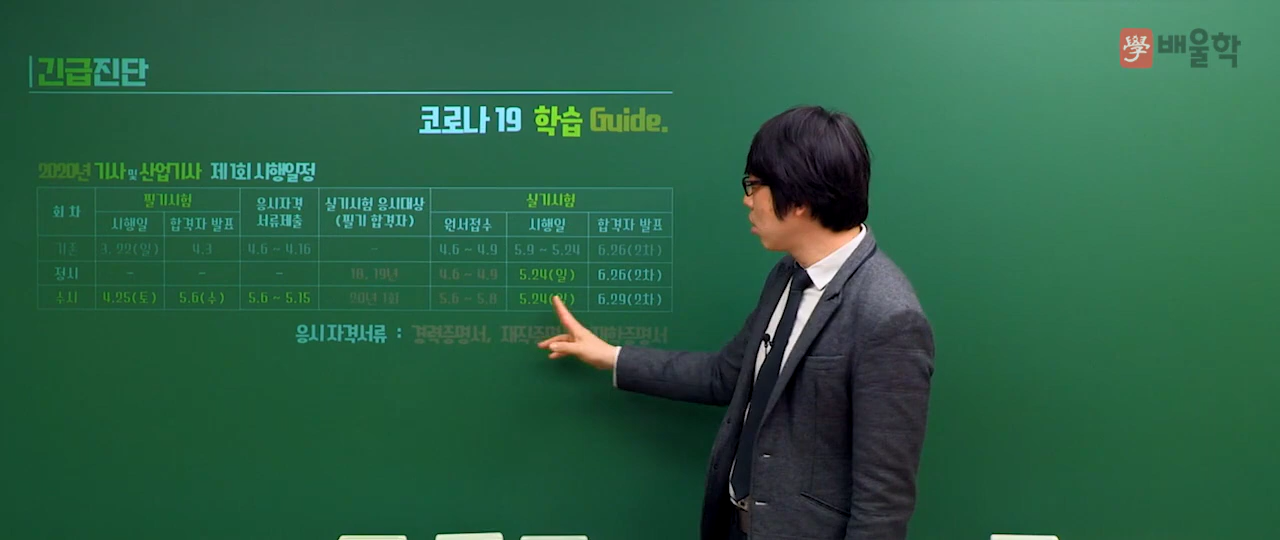 學 배울학
긴급진단
코로나 19 학습 Guide.
2020년 기사 및 산업기사 제1회 시행일정
회 차 필기시험 응시자격 서류제출 실기시험 응시대상 (필기 합격자) 실기시험
시행일 합격자 발표 원서접수 시행일 합격자 발표
기존 3. 22(일) 4.3 4.6 ~ 4.16 - 4.6 ~ 4.9 5.9 ~ 5.24 6.26(2차)
정시 - - - 18, 19년 4.6 ~ 4.9 5.24(일) 6.26(2차)
수시 4.25(토) 5.6(수) 5.6 ~ 5.15 20년 1회 5.6 ~ 5.8 5.24(일) 6.29(2차)
응시 자격서류 : 경력증명서,